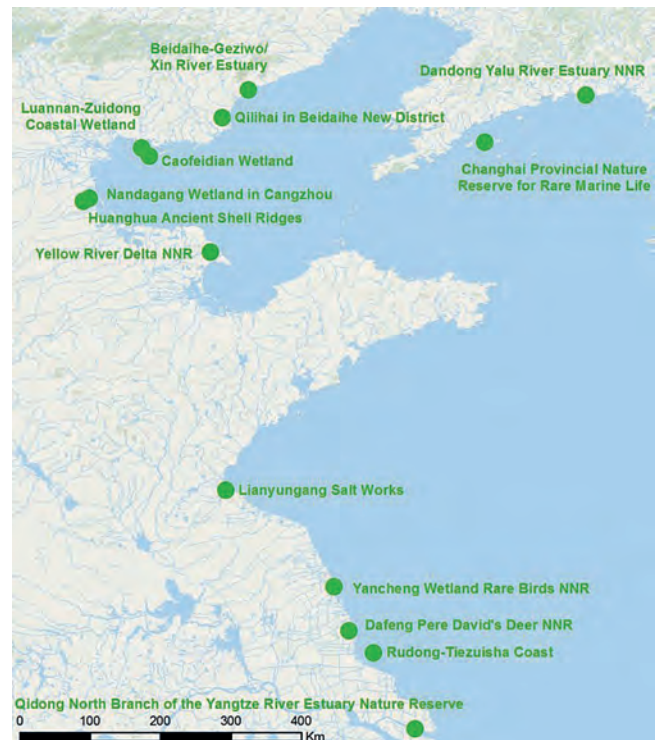 Beidaihe-Geziwo/
Xin River Estuary
Dandong Yalu River Estuary NNR
Luannan-Zuidong
Coastal Wetland
Qilihai in Beidaihe New District
Caofeidian Wetland
Changhai Provincial Nature
Reserve for Rare Marine Life
Nandagang Wetland in Cangzhou
Huanghua Ancient Shell Ridges
Yellow River Delta NNR
Lianyungang Salt Works
Yancheng Wetland Rare Birds NNR
Dafeng Pere David's Deer NNR
Rudong-Tiezuisha Coast
Qidong North Branch of the Yangtze River Estuary Nature Reserve
0 100 200 300 400
Km